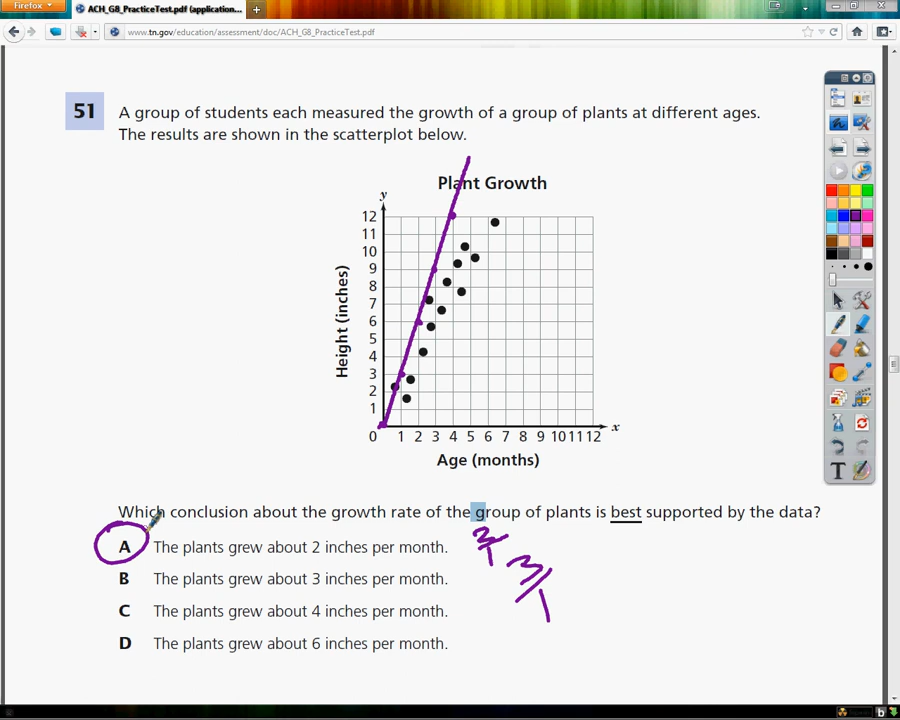 Firefox
ACH_G8_PracticeTest.pdf (application...
www.tn.gov/education/assessment/doc/ACH_G8_PracticeTest.pdf
51
A group of students each measured the growth of a group of plants at different ages.
The results are shown in the scatterplot below.
Plant Growth
y
12
11
10
9
8
7
6
5
4
3
2
1
0 1 2 3 4 5 6 7 8 9 10 11 12 x
Height (inches)
Age (months)
Which conclusion about the growth rate of the group of plants is best supported by the data?
A The plants grew about 2 inches per month.
B The plants grew about 3 inches per month.
C The plants grew about 4 inches per month.
D The plants grew about 6 inches per month.
3/1
T
b